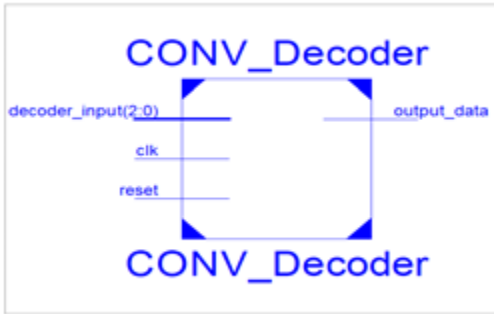 CONV_Decoder
decoder_input(2:0)
output_data
clk
reset
CONV_Decoder